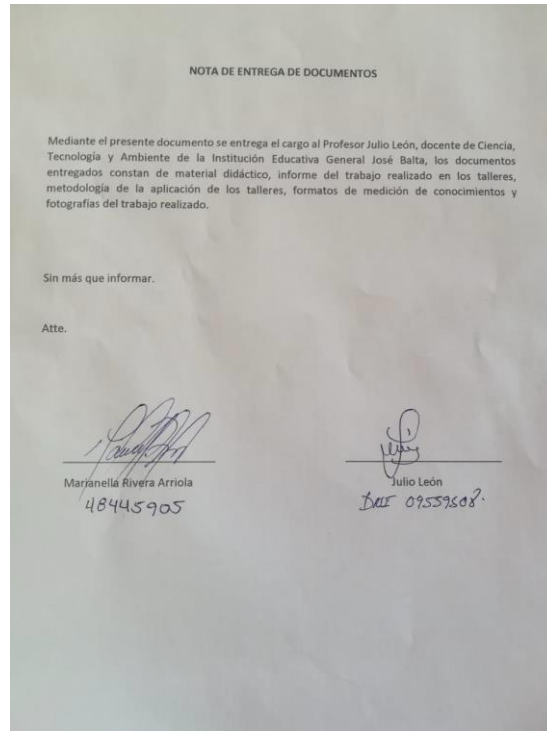 NOTA DE ENTREGA DE DOCUMENTOS
Mediante el presente documento se entrega el cargo al Profesor Julio León, docente de Ciencia,
Tecnología y Ambiente de la Institución Educativa General José Balta, los documentos
entregados constan de material didáctico, informe del trabajo realizado en los talleres,
metodología de la aplicación de los talleres, formatos de medición de conocimientos y
fotografías del trabajo realizado.
Sin más que informar.
Atte.
Marianella Rivera Arriola
48445905
Julio León
DNI 09559608.